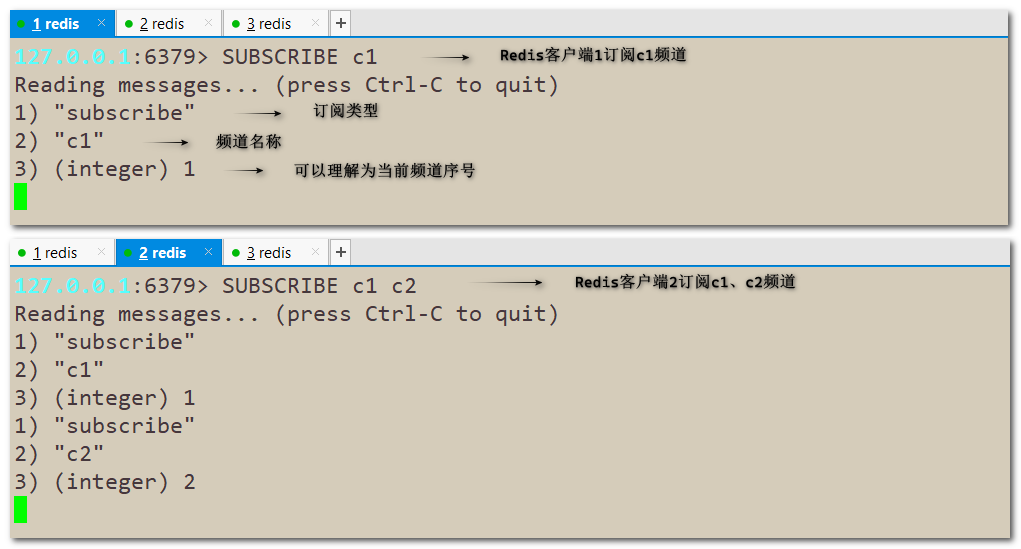 1 redis × 2 redis × 3 redis × +
127.0.0.1:6379> SUBSCRIBE c1 Redis客户端1订阅c1频道
Reading messages... (press Ctrl-C to quit)
1) "subscribe" 订阅类型
2) "c1" 频道名称
3) (integer) 1 可以理解为当前频道序号
1 redis × 2 redis × 3 redis × +
127.0.0.1:6379> SUBSCRIBE c1 c2 Redis客户端2订阅c1、c2频道
Reading messages... (press Ctrl-C to quit)
1) "subscribe"
2) "c1"
3) (integer) 1
1) "subscribe"
2) "c2"
3) (integer) 2